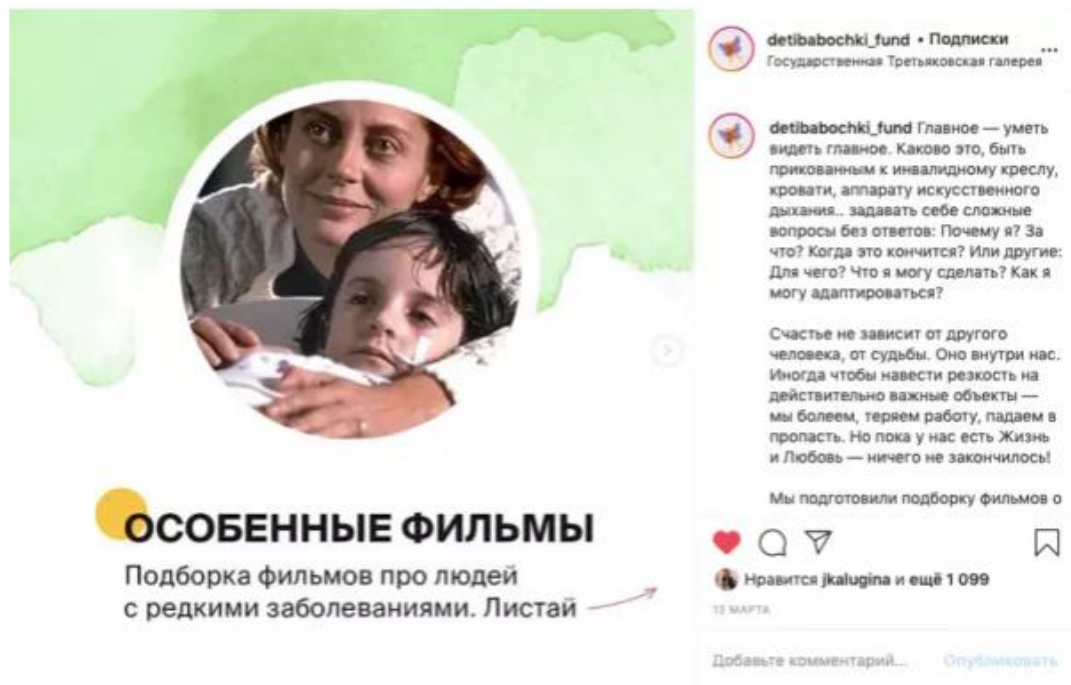 ОСОБЕННЫЕ ФИЛЬМЫ
Подборка фильмов про людей
с редкими заболеваниями. Листай
detibabochki_fund • Подписки
Государственная Третьяковская галерея
detibabochki_fund Главное — уметь
видеть главное. Каково это, быть
прикованным к инвалидному креслу,
кровати, аппарату искусственного
дыхания.. задавать себе сложные
вопросы без ответов: Почему я? За
что? Когда это кончится? Или другие:
Для чего? Что я могу сделать? Как я
могу адаптироваться?
Счастье не зависит от другого
человека, от судьбы. Оно внутри нас.
Иногда чтобы навести резкость на
действительно важные объекты —
мы болеем, теряем работу, падаем в
пропасть. Но пока у нас есть Жизнь
и Любовь — ничего не закончилось!
Мы подготовили подборку фильмов о
Нравится jkalugina и ещё 1 099
13 МАРТА
Добавьте комментарий...
Опубликовать